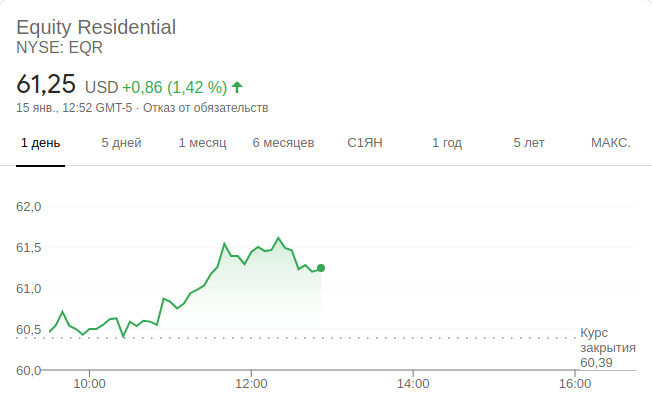 Equity Residential
NYSE: EQR
61,25 USD +0,86 (1,42 %)
15 янв., 12:52 GMT-5 · Отказ от обязательств
1 день 5 дней 1 месяц 6 месяцев С1ЯН 1 год 5 лет МАКС.
62,0
61,5
61,0
60,5
Курс
закрытия
60,39
60,0
10:00 12:00 14:00 16:00